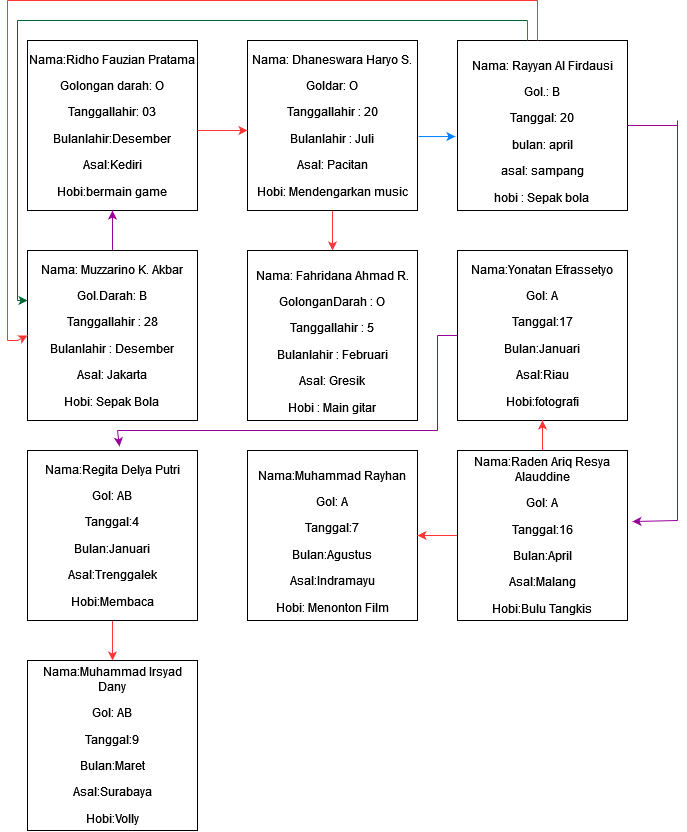 Nama:Ridho Fauzian Pratama
Golongan darah: O
Tanggallahir: 03
Bulanlahir:Desember
Asal:Kediri
Hobi:bermain game
Nama: Dhaneswara Haryo S.
Goldar: O
Tanggallahir : 20
Bulanlahir : Juli
Asal: Pacitan
Hobi: Mendengarkan music
Nama: Rayyan Al Firdausi
Gol.: B
Tanggal: 20
bulan: april
asal: sampang
hobi : Sepak bola
Nama: Muzzarino K. Akbar
Gol.Darah: B
Tanggallahir : 28
Bulanlahir : Desember
Asal: Jakarta
Hobi: Sepak Bola
Nama: Fahridana Ahmad R.
GolonganDarah : O
Tanggallahir : 5
Bulanlahir : Februari
Asal: Gresik
Hobi : Main gitar
Nama:Yonatan Efrassetyo
Gol: A
Tanggal:17
Bulan:Januari
Asal:Riau
Hobi:fotografi
Nama:Regita Delya Putri
Gol: AB
Tanggal:4
Bulan:Januari
Asal:Trenggalek
Hobi:Membaca
Nama:Muhammad Rayhan
Gol: A
Tanggal:7
Bulan:Agustus
Asal:Indramayu
Hobi: Menonton Film
Nama:Raden Ariq Resya
Alauddine
Gol: A
Tanggal:16
Bulan:April
Asal:Malang
Hobi:Bulu Tangkis
Nama:Muhammad Irsyad
Dany
Gol: AB
Tanggal:9
Bulan:Maret
Asal:Surabaya
Hobi:Volly